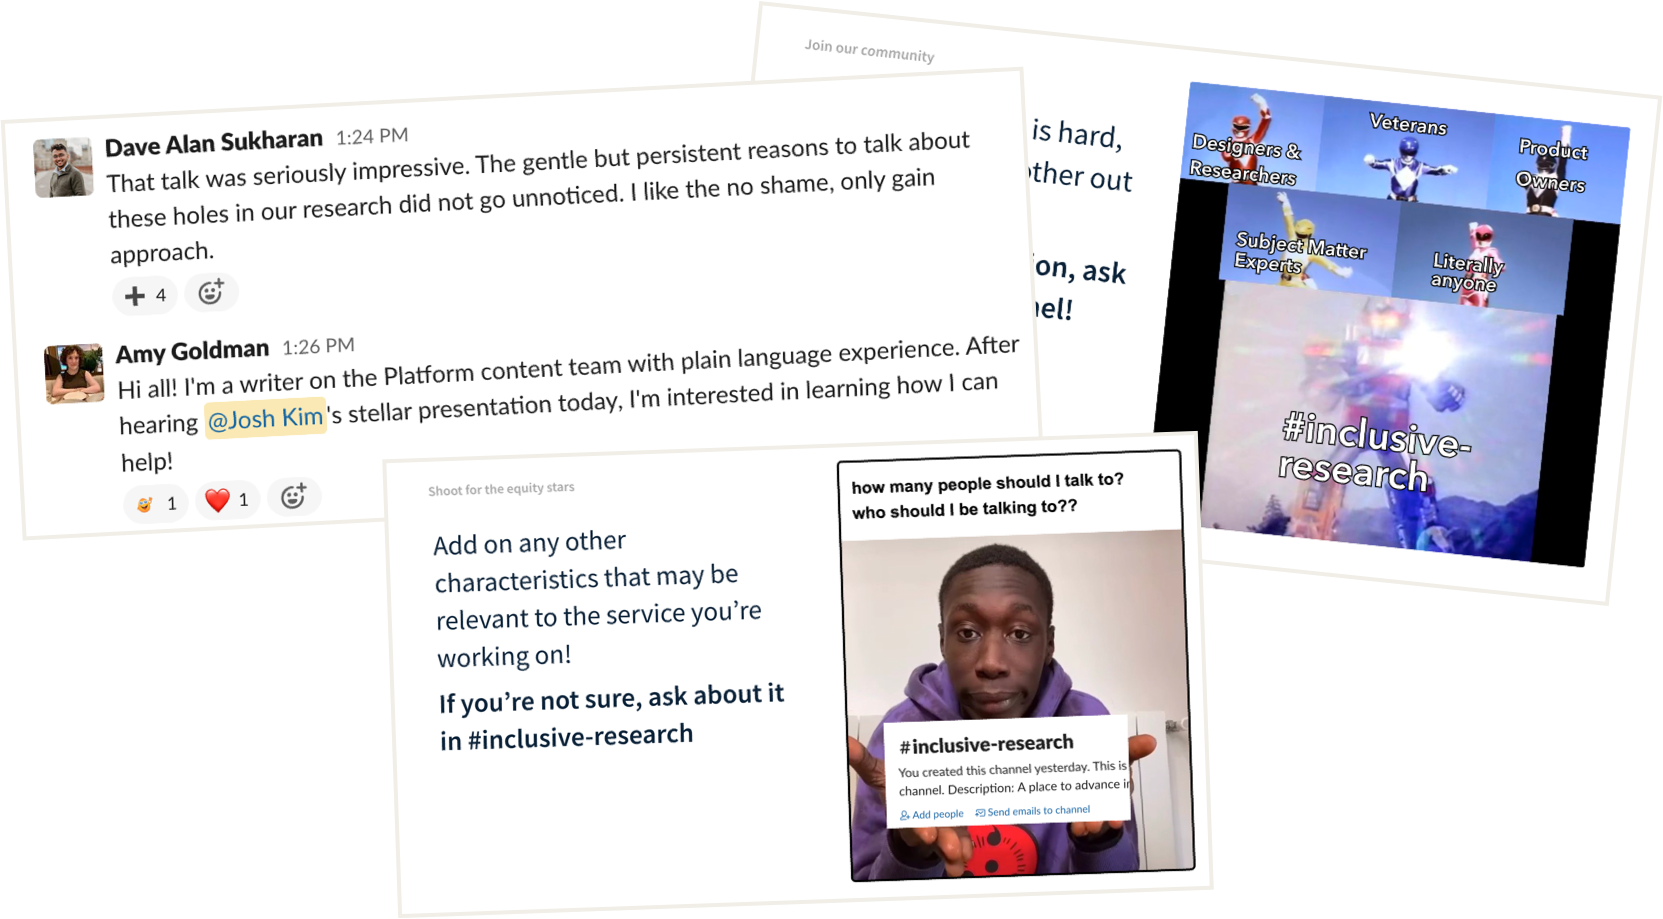 Join our community
is hard,
ther out
on, ask
el!
Designers &
Researchers
Veterans
Product
Owners
Subject Matter
Experts
Literally
anyone
#inclusive-
research
Dave Alan Sukharan 1:24 PM
That talk was seriously impressive. The gentle but persistent reasons to talk about
these holes in our research did not go unnoticed. I like the no shame, only gain
approach.
4
Amy Goldman 1:26 PM
Hi all! I'm a writer on the Platform content team with plain language experience. After
hearing @Josh Kim's stellar presentation today, I'm interested in learning how I can
help!
1
1
Shoot for the equity stars
Add on any other
characteristics that may be
relevant to the service you're
working on!
If you're not sure, ask about it
in #inclusive-research
how many people should I talk to?
who should I be talking to??
#inclusive-research
You created this channel yesterday. This is
channel. Description: A place to advance in
Add people Send emails to channel